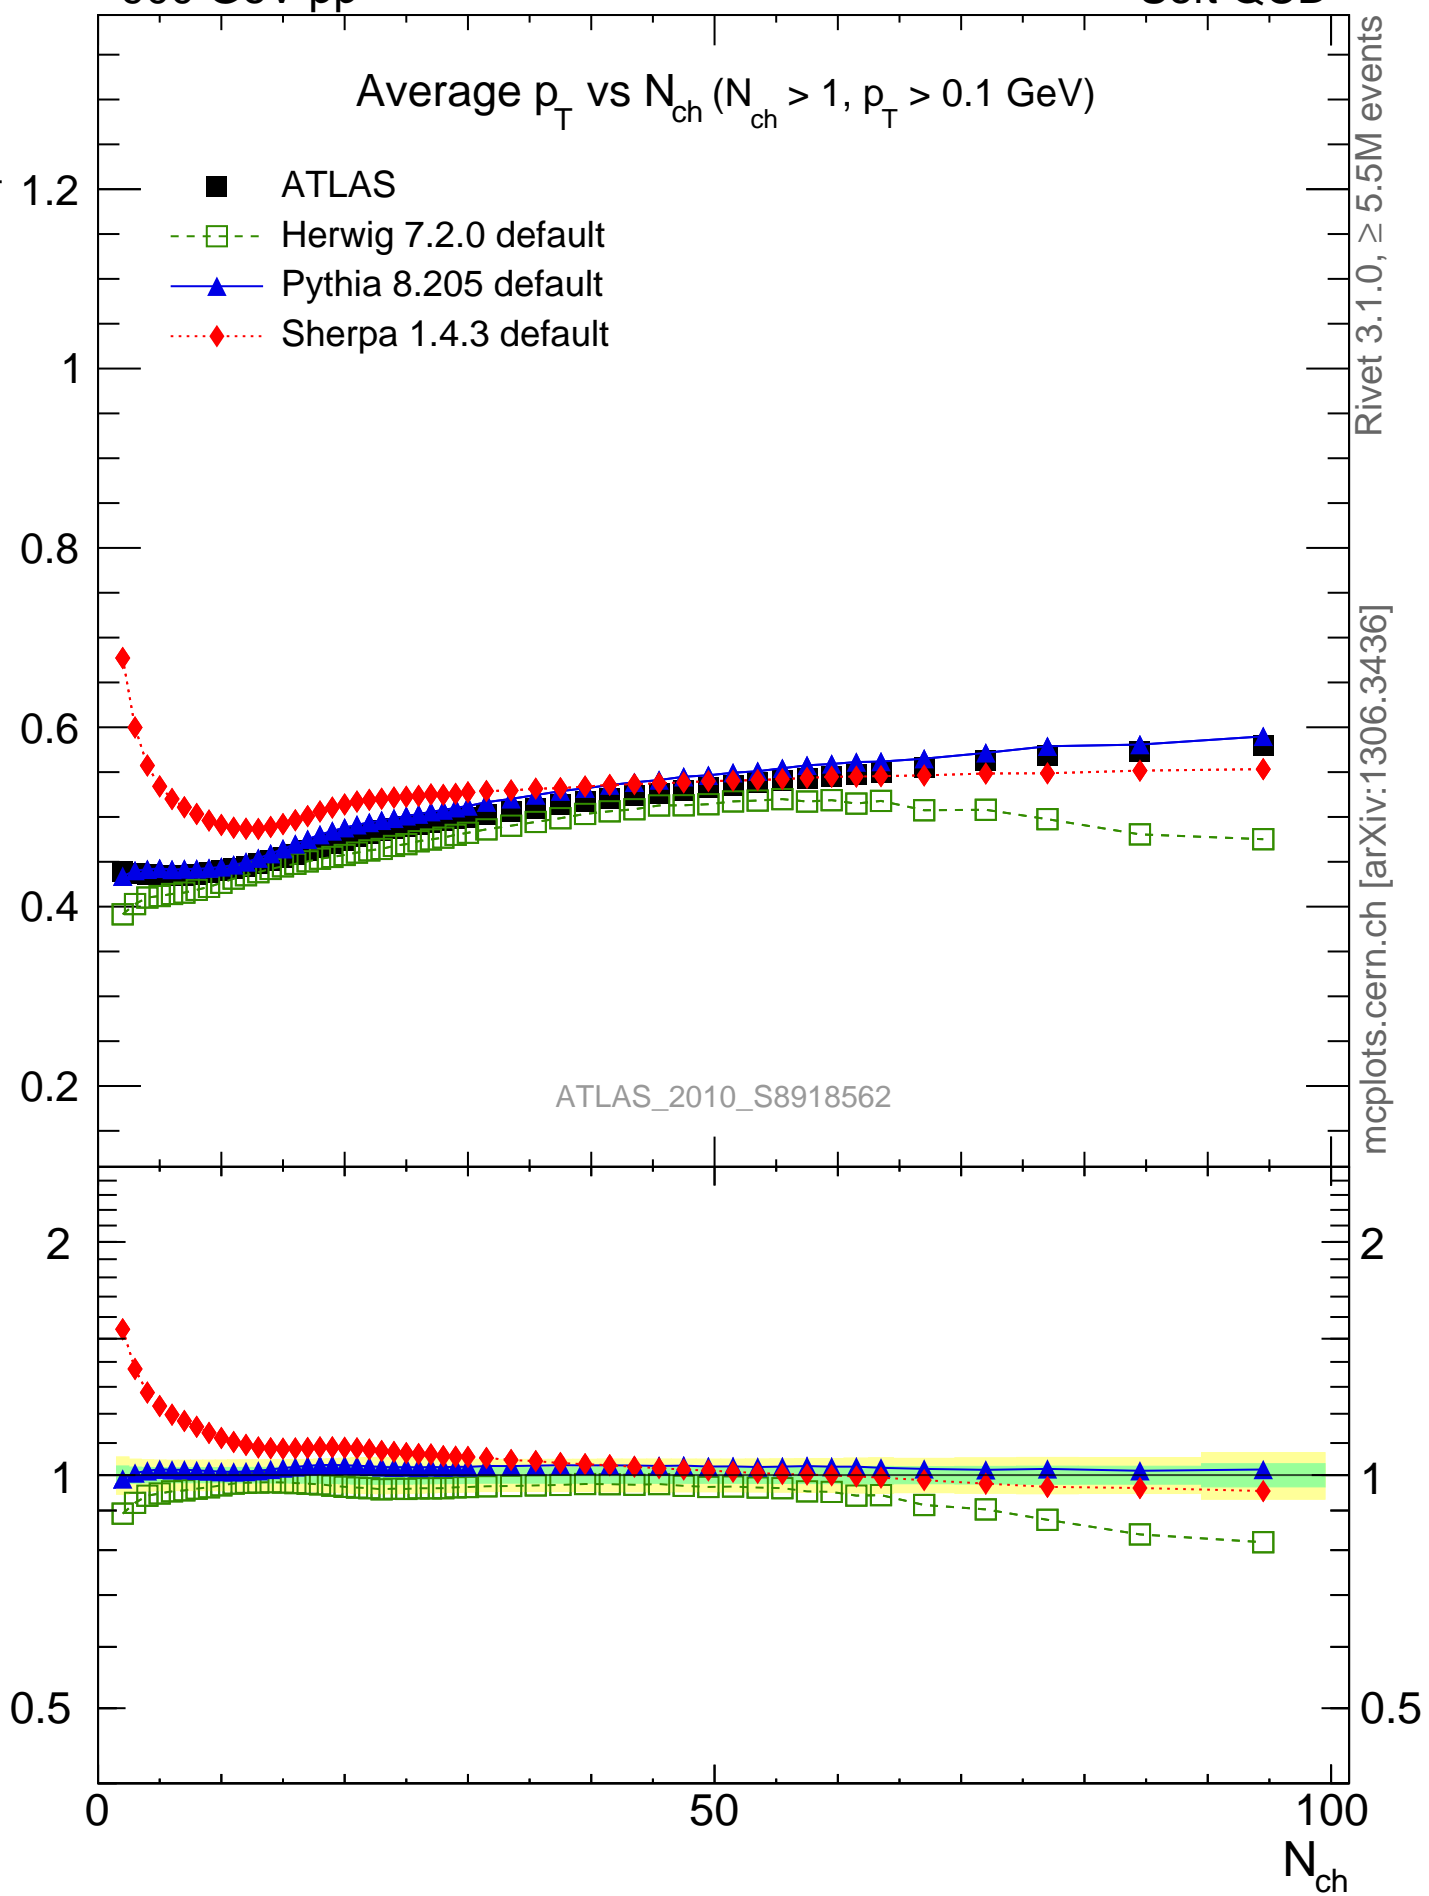 Average p_T vs N_ch (N_ch > 1, p_T > 0.1 GeV)
ATLAS
Herwig 7.2.0 default
Pythia 8.205 default
Sherpa 1.4.3 default
1.2
1
0.8
0.6
0.4
0.2
ATLAS_2010_S8918562
Rivet 3.1.0, ≥ 5.5M events
mcplots.cern.ch [arXiv:1306.3436]
2
1
0.5
2
1
0.5
0
50
100
N_ch